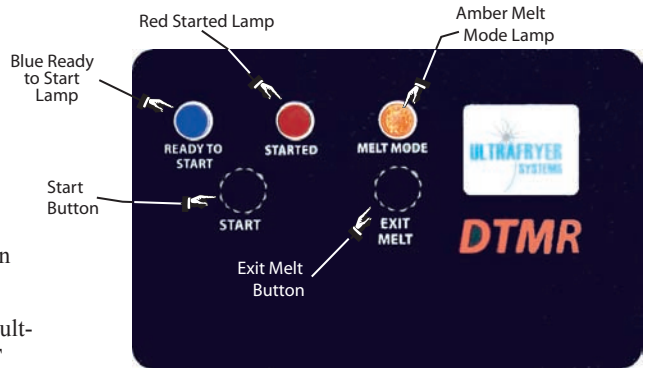 Red Started Lamp
Amber Melt
Mode Lamp
Blue Ready
to Start
Lamp
READY TO
START
STARTED
MELT MODE
ULTRAFRYER
SYSTEMS
Start
Button
START
EXIT
MELT
DTMR
Exit Melt
Button
n
ult-